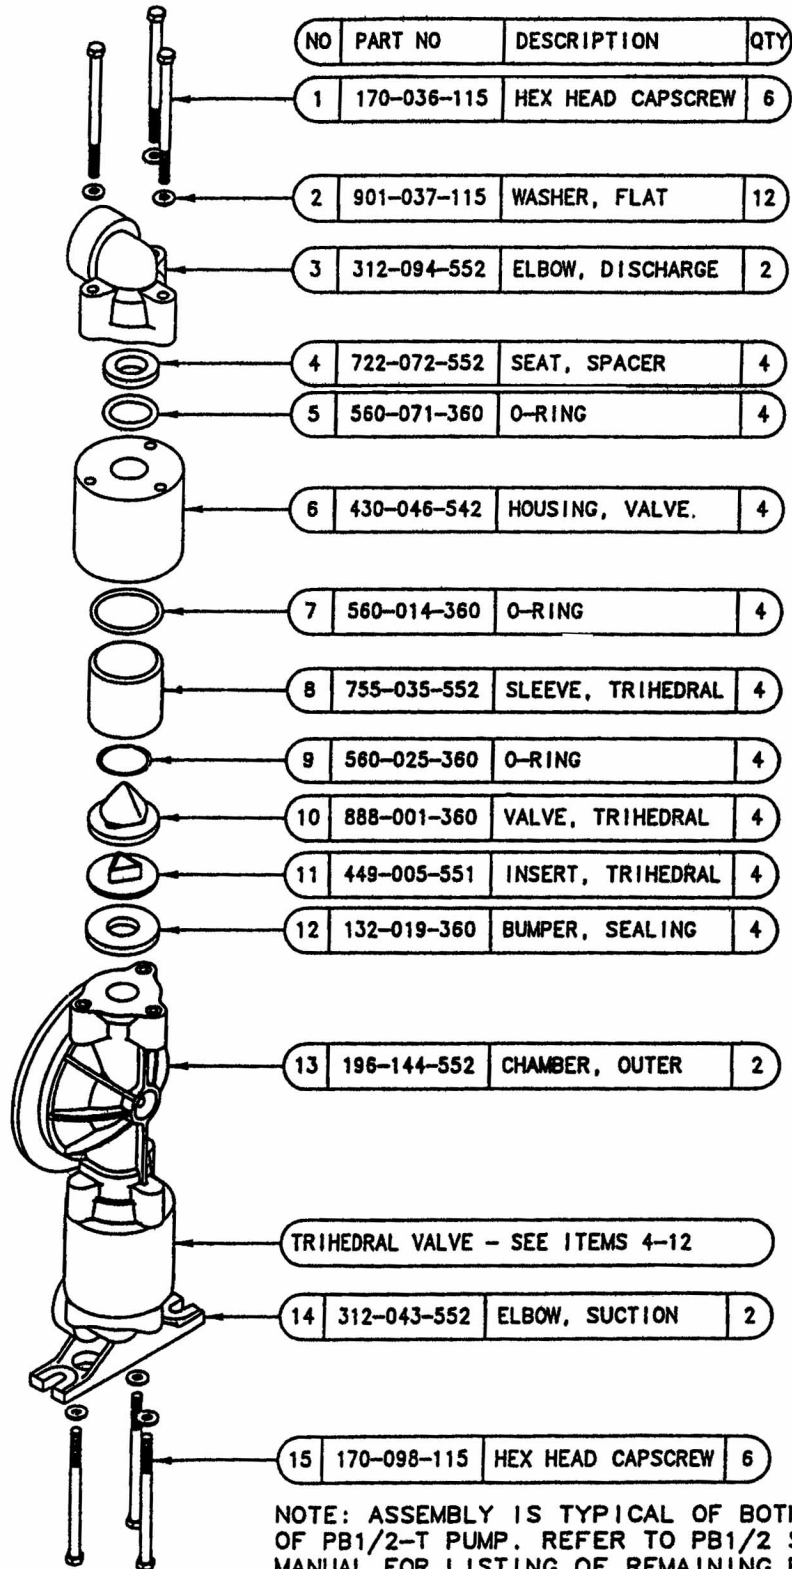 NO PART NO DESCRIPTION QTY
1 170-036-115 HEX HEAD CAPSCREW 6
2 901-037-115 WASHER, FLAT 12
3 312-094-552 ELBOW, DISCHARGE 2
4 722-072-552 SEAT, SPACER 4
5 560-071-360 O-RING 4
6 430-046-542 HOUSING, VALVE. 4
7 560-014-360 O-RING 4
8 755-035-552 SLEEVE, TRIHEDRAL 4
9 560-025-360 O-RING 4
10 888-001-360 VALVE, TRIHEDRAL 4
11 449-005-551 INSERT, TRIHEDRAL 4
12 132-019-360 BUMPER, SEALING 4
13 196-144-552 CHAMBER, OUTER 2
TRIHEDRAL VALVE - SEE ITEMS 4-12
14 312-043-552 ELBOW, SUCTION 2
15 170-098-115 HEX HEAD CAPSCREW 6
NOTE: ASSEMBLY IS TYPICAL OF
OF PB1/2-T PUMP. REFER TO PB1/2
MANUAL FOR LISTING OF REMAINING